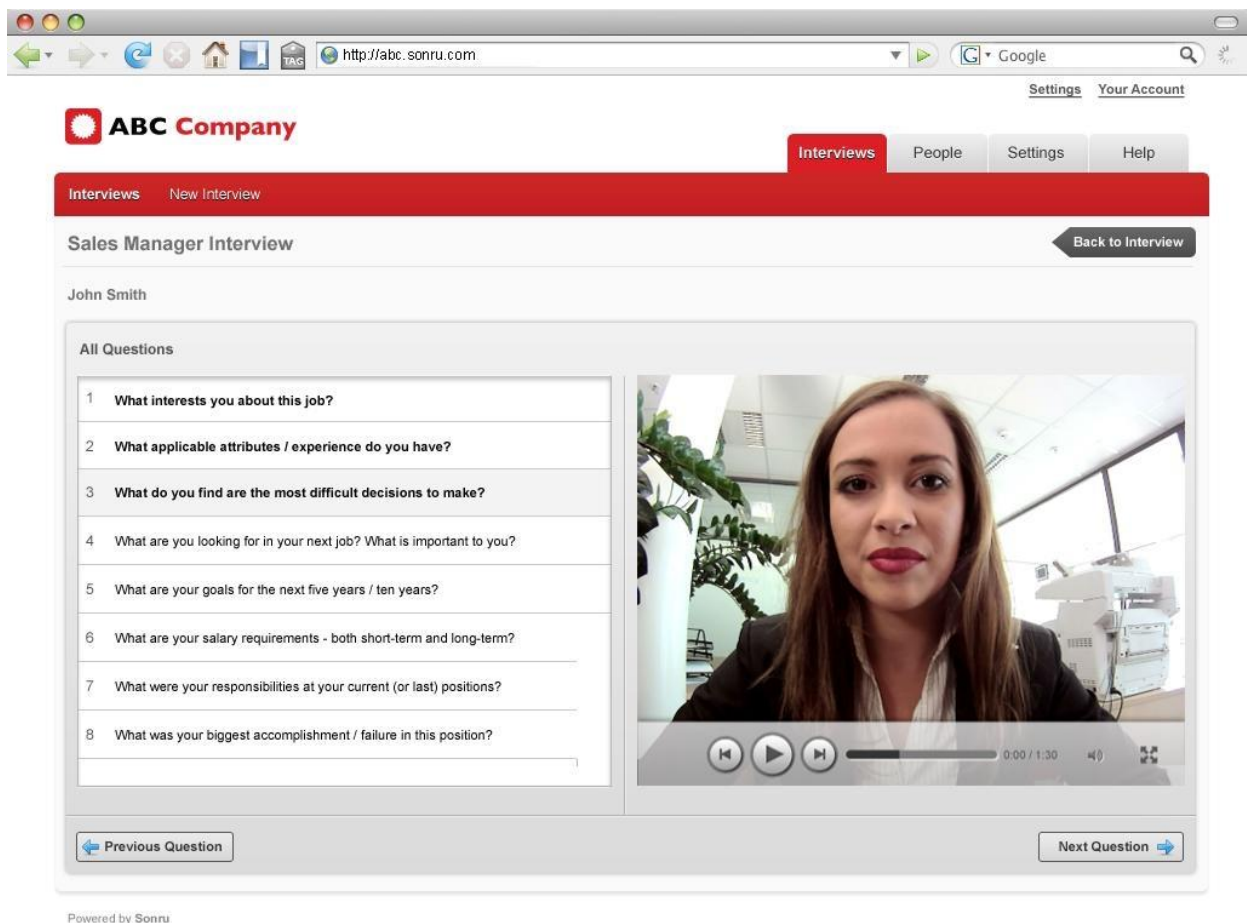 http://abc.sonru.com
Google
TAG
Settings Your Account
ABC Company
Interviews People Settings Help
Interviews New Interview
Sales Manager Interview
Back to Interview
John Smith
All Questions
1 What interests you about this job?
2 What applicable attributes / experience do you have?
3 What do you find are the most difficult decisions to make?
4 What are you looking for in your next job? What is important to you?
5 What are your goals for the next five years / ten years?
6 What are your salary requirements - both short-term and long-term?
7 What were your responsibilities at your current (or last) positions?
8 What was your biggest accomplishment / failure in this position?
0:00 / 1:30
Previous Question
Next Question
Powered by Sonru